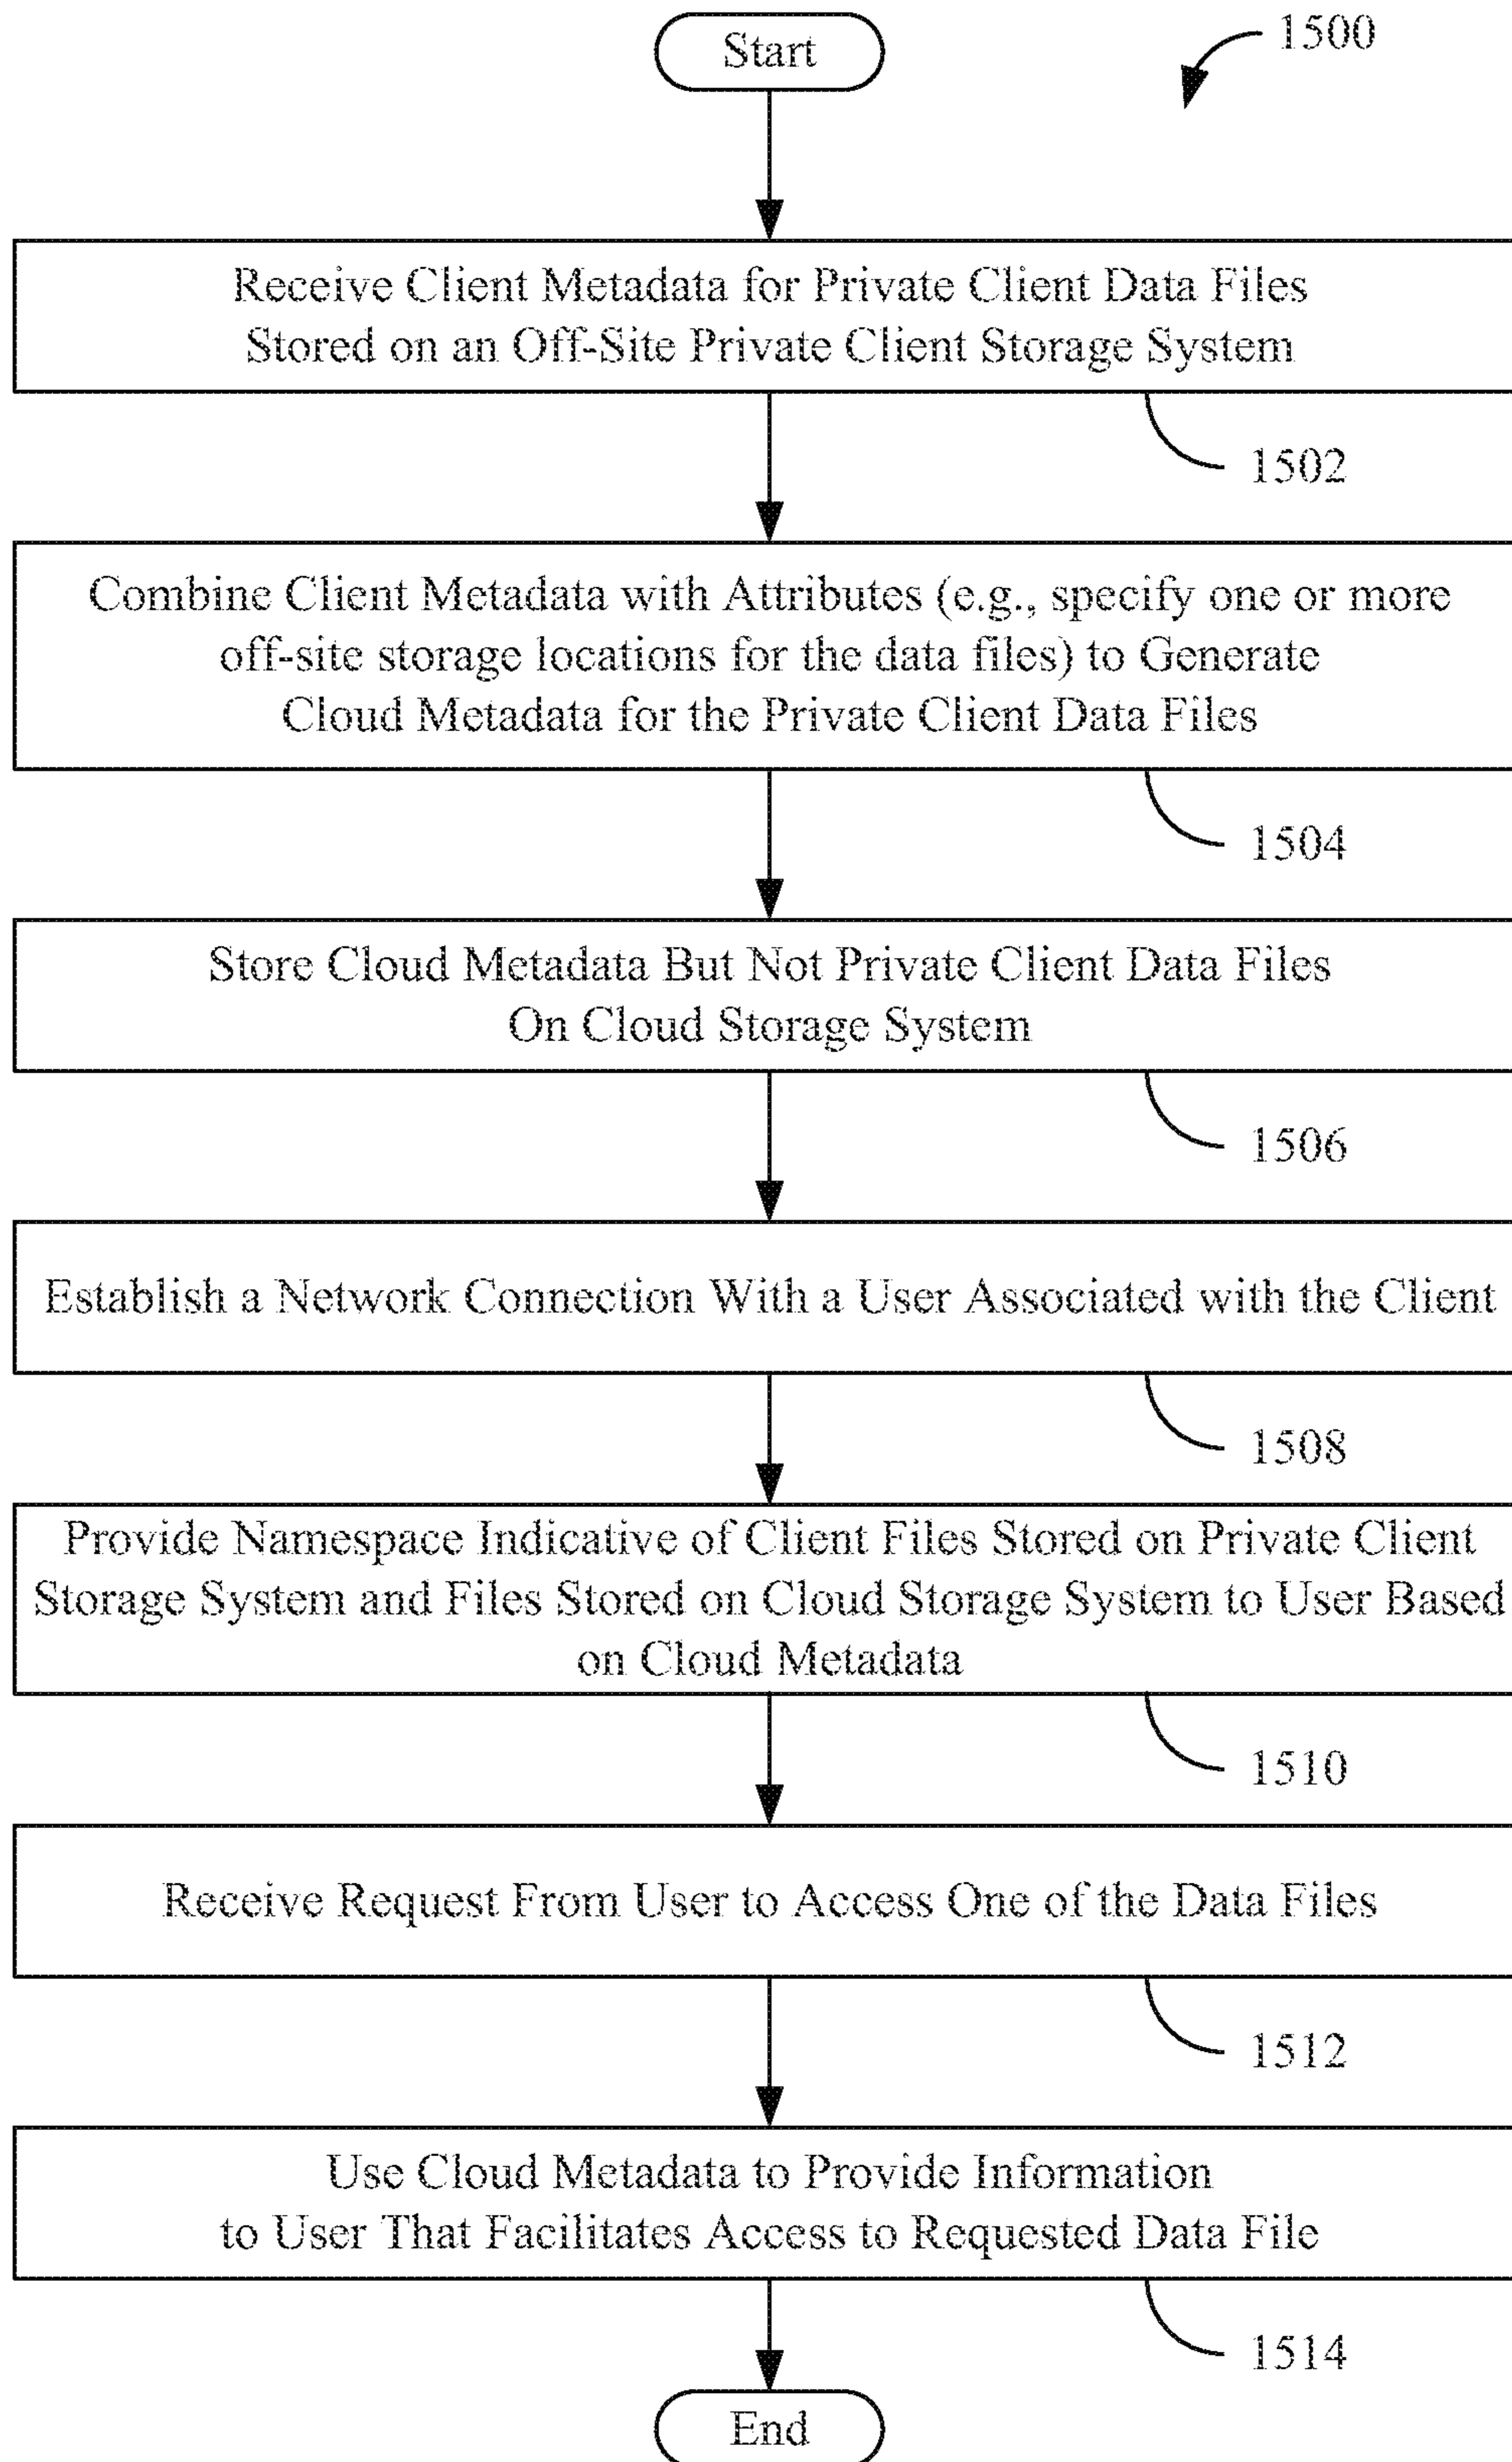 Start
1500
Receive Client Metadata for Private Client Data Files
Stored on an Off-Site Private Client Storage System
1502
Combine Client Metadata with Attributes (e.g., specify one or more
off-site storage locations for the data files) to Generate
Cloud Metadata for the Private Client Data Files
1504
Store Cloud Metadata But Not Private Client Data Files
On Cloud Storage System
1506
Establish a Network Connection With a User Associated with the Client
1508
Provide Namespace Indicative of Client Files Stored on Private Client
Storage System and Files Stored on Cloud Storage System to User Based
on Cloud Metadata
1510
Receive Request From User to Access One of the Data Files
1512
Use Cloud Metadata to Provide Information
to User That Facilitates Access to Requested Data File
1514
End